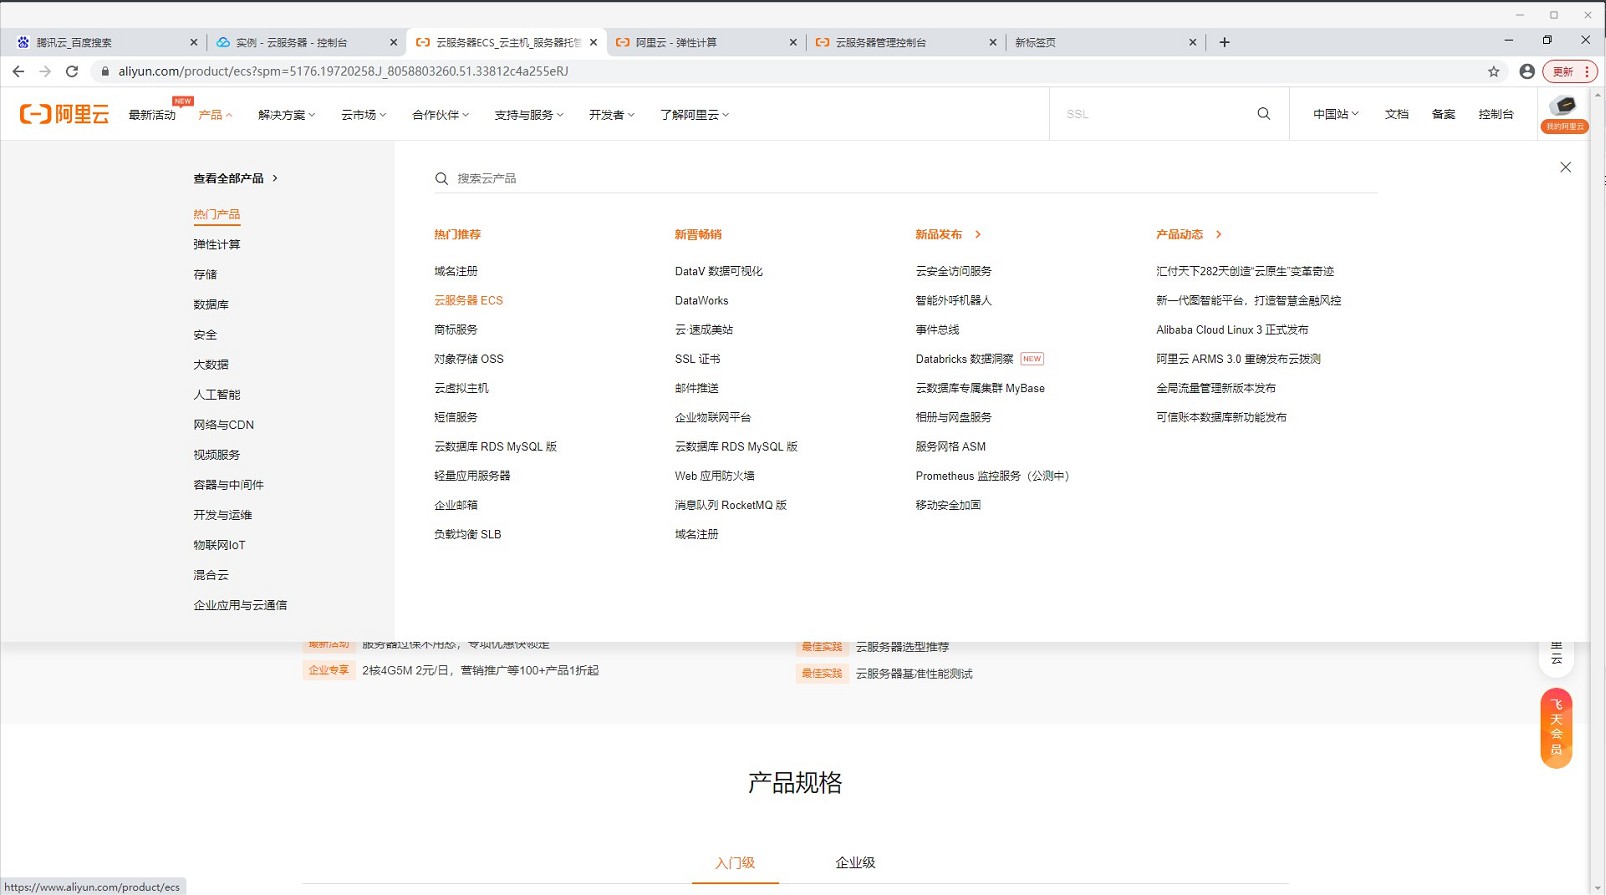 腾讯云_百度搜索
实例 - 云服务器 - 控制台
云服务器ECS_云主机_服务器托管
阿里云 - 弹性计算
云服务器管理控制台
新标签页
aliyun.com/product/ecs?spm=5176.19720258J_8058803260.51.33812c4a255eRJ
更新
阿里云
最新活动
NEW
产品
解决方案
云市场
合作伙伴
支持与服务
开发者
了解阿里云
SSL
中国站
文档
备案
控制台
我的阿里云
查看全部产品
热门产品
弹性计算
存储
数据库
安全
大数据
人工智能
网络与CDN
视频服务
容器与中间件
开发与运维
物联网IoT
混合云
企业应用与云通信
搜索云产品
热门推荐
域名注册
云服务器 ECS
商标服务
对象存储 OSS
云虚拟主机
短信服务
云数据库 RDS MySQL 版
轻量应用服务器
企业邮箱
负载均衡 SLB
新晋畅销
DataV 数据可视化
DataWorks
云·速成美站
SSL 证书
邮件推送
企业物联网平台
云数据库 RDS MySQL 版
Web 应用防火墙
消息队列 RocketMQ 版
域名注册
新品发布
云安全访问服务
智能外呼机器人
事件总线
Databricks 数据洞察 NEW
云数据库专属集群 MyBase
相册与网盘服务
服务网格 ASM
Prometheus 监控服务（公测中）
移动安全加固
产品动态
汇付天下282天创造“云原生”变革奇迹
新一代图智能平台，打造智慧金融风控
Alibaba Cloud Linux 3 正式发布
阿里云 ARMS 3.0 重磅发布云拨测
全局流量管理新版本发布
可信账本数据库新功能发布
最新活动 服务器过保不用愁，专项优惠快领走
企业专享 2核4G5M 2元/日，营销推广等100+产品1折起
最佳实践 云服务器选型推荐
最佳实践 云服务器基准性能测试
里云
飞天会员
产品规格
入门级
企业级
https://www.aliyun.com/product/ecs